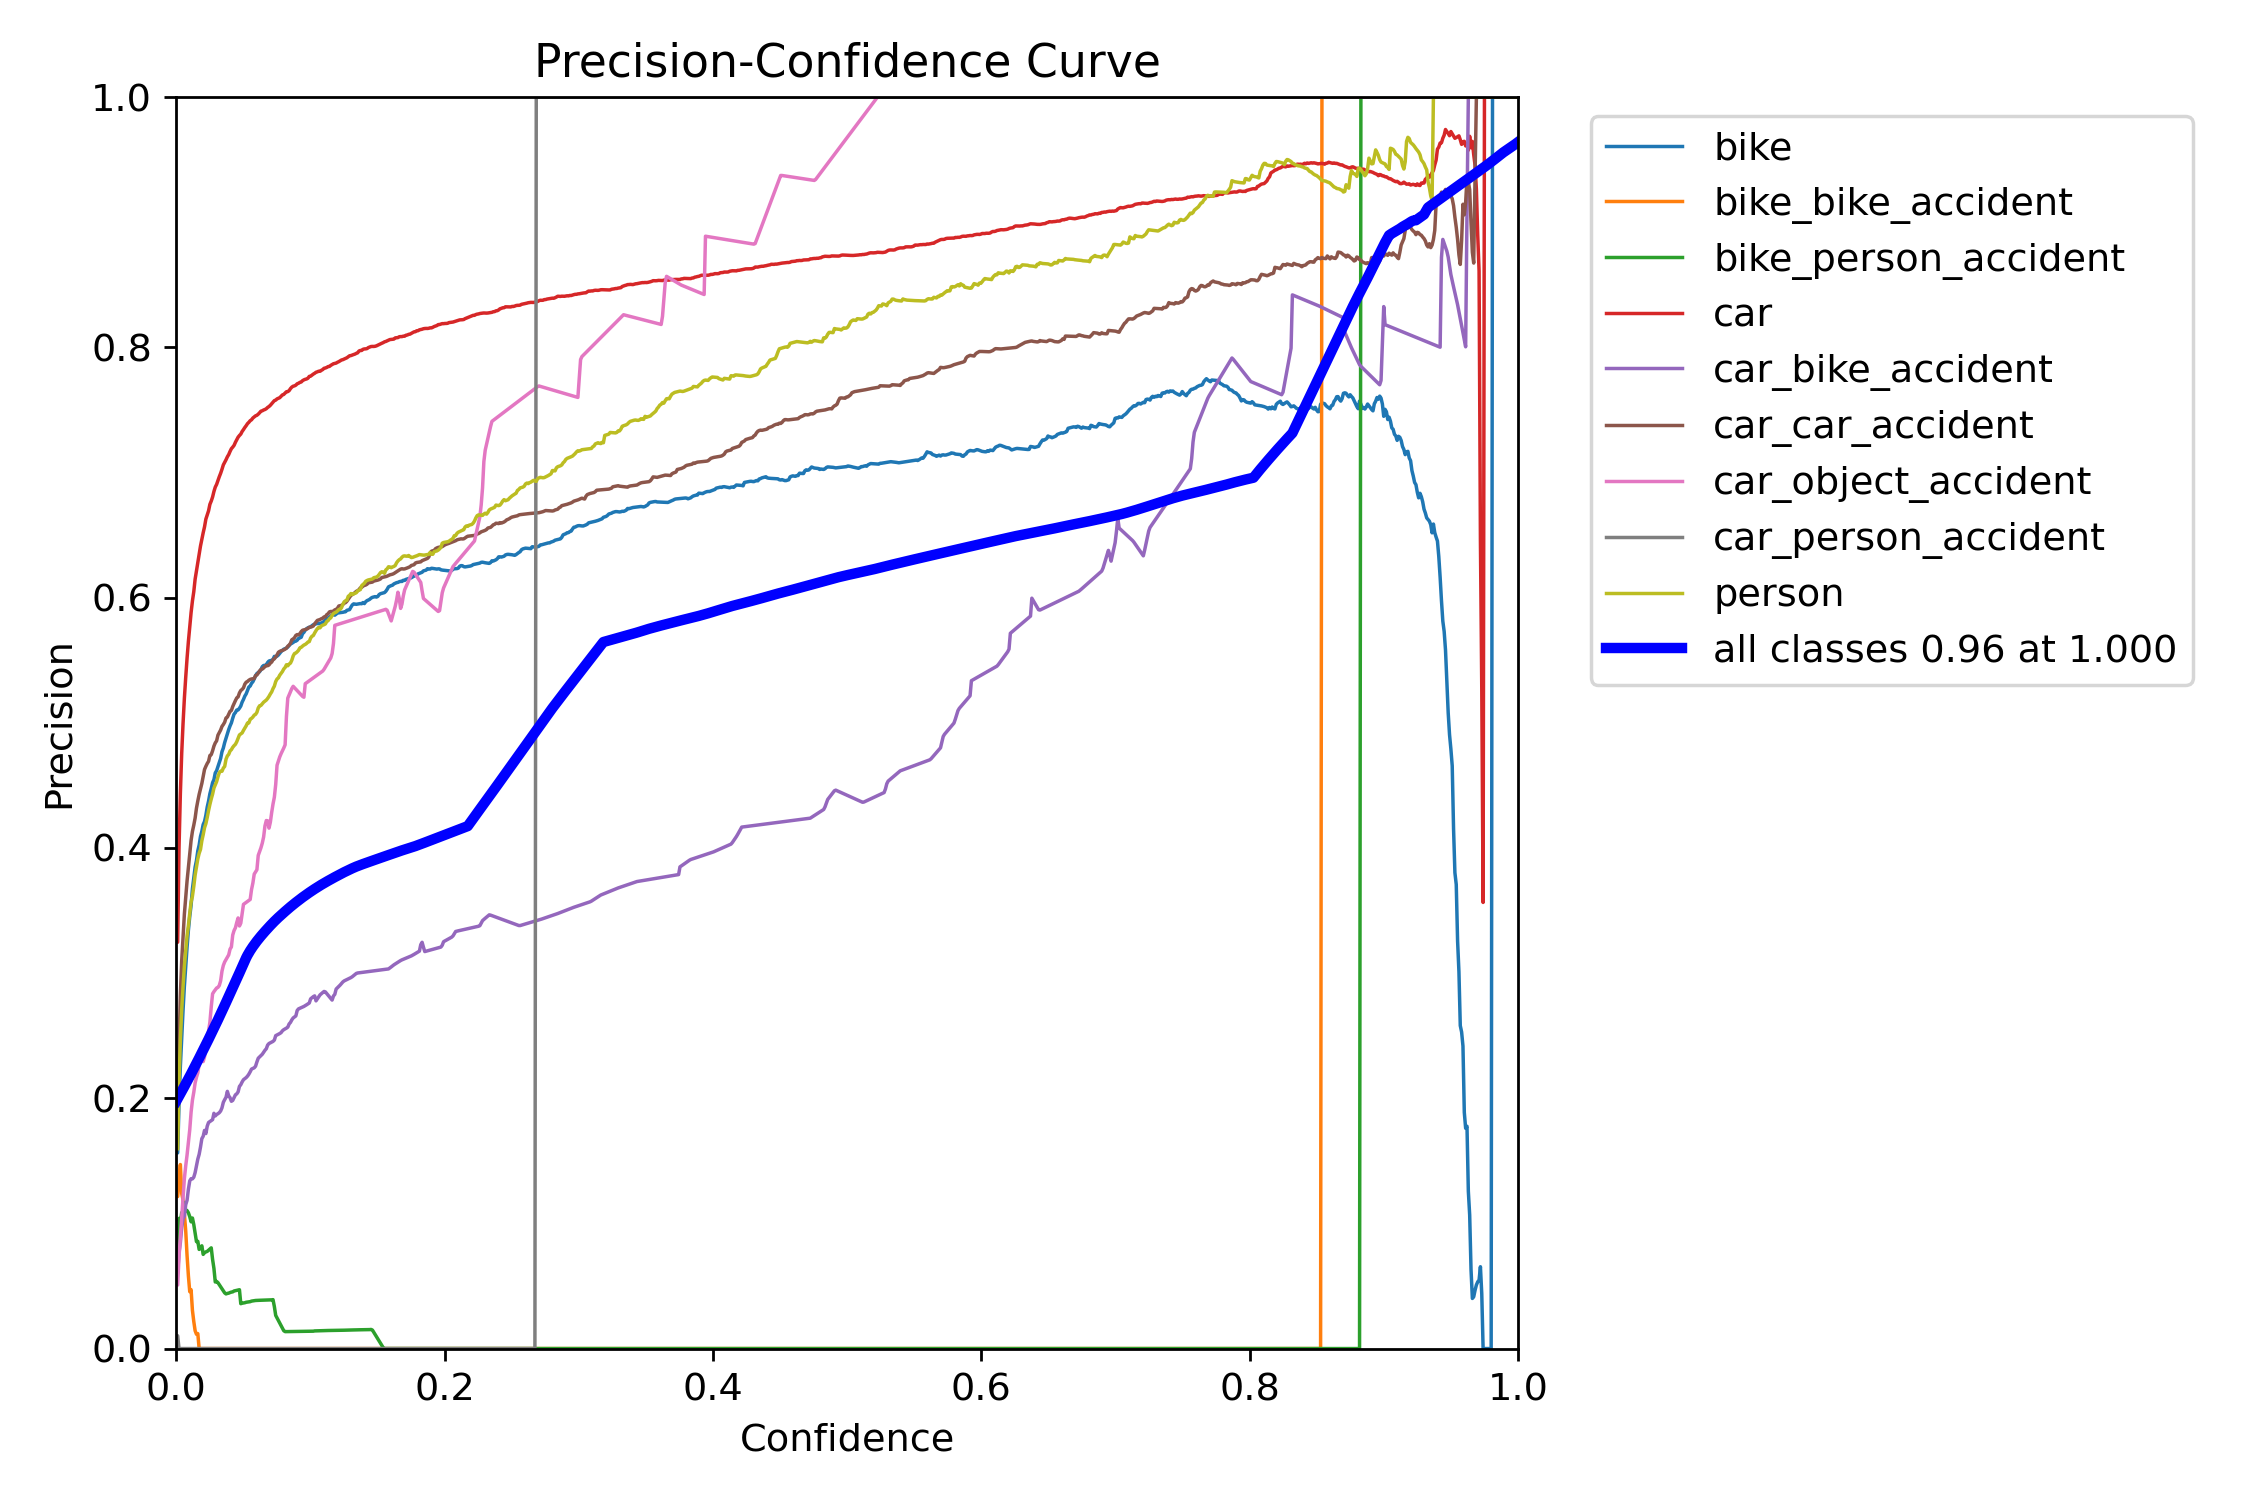 Precision-Confidence Curve
1.0
0.8
0.6
0.4
0.2
0.0
Precision
0.0 0.2 0.4 0.6 0.8 1.0
Confidence
bike
bike_bike_accident
bike_person_accident
car
car_bike_accident
car_car_accident
car_object_accident
car_person_accident
person
all classes 0.96 at 1.000